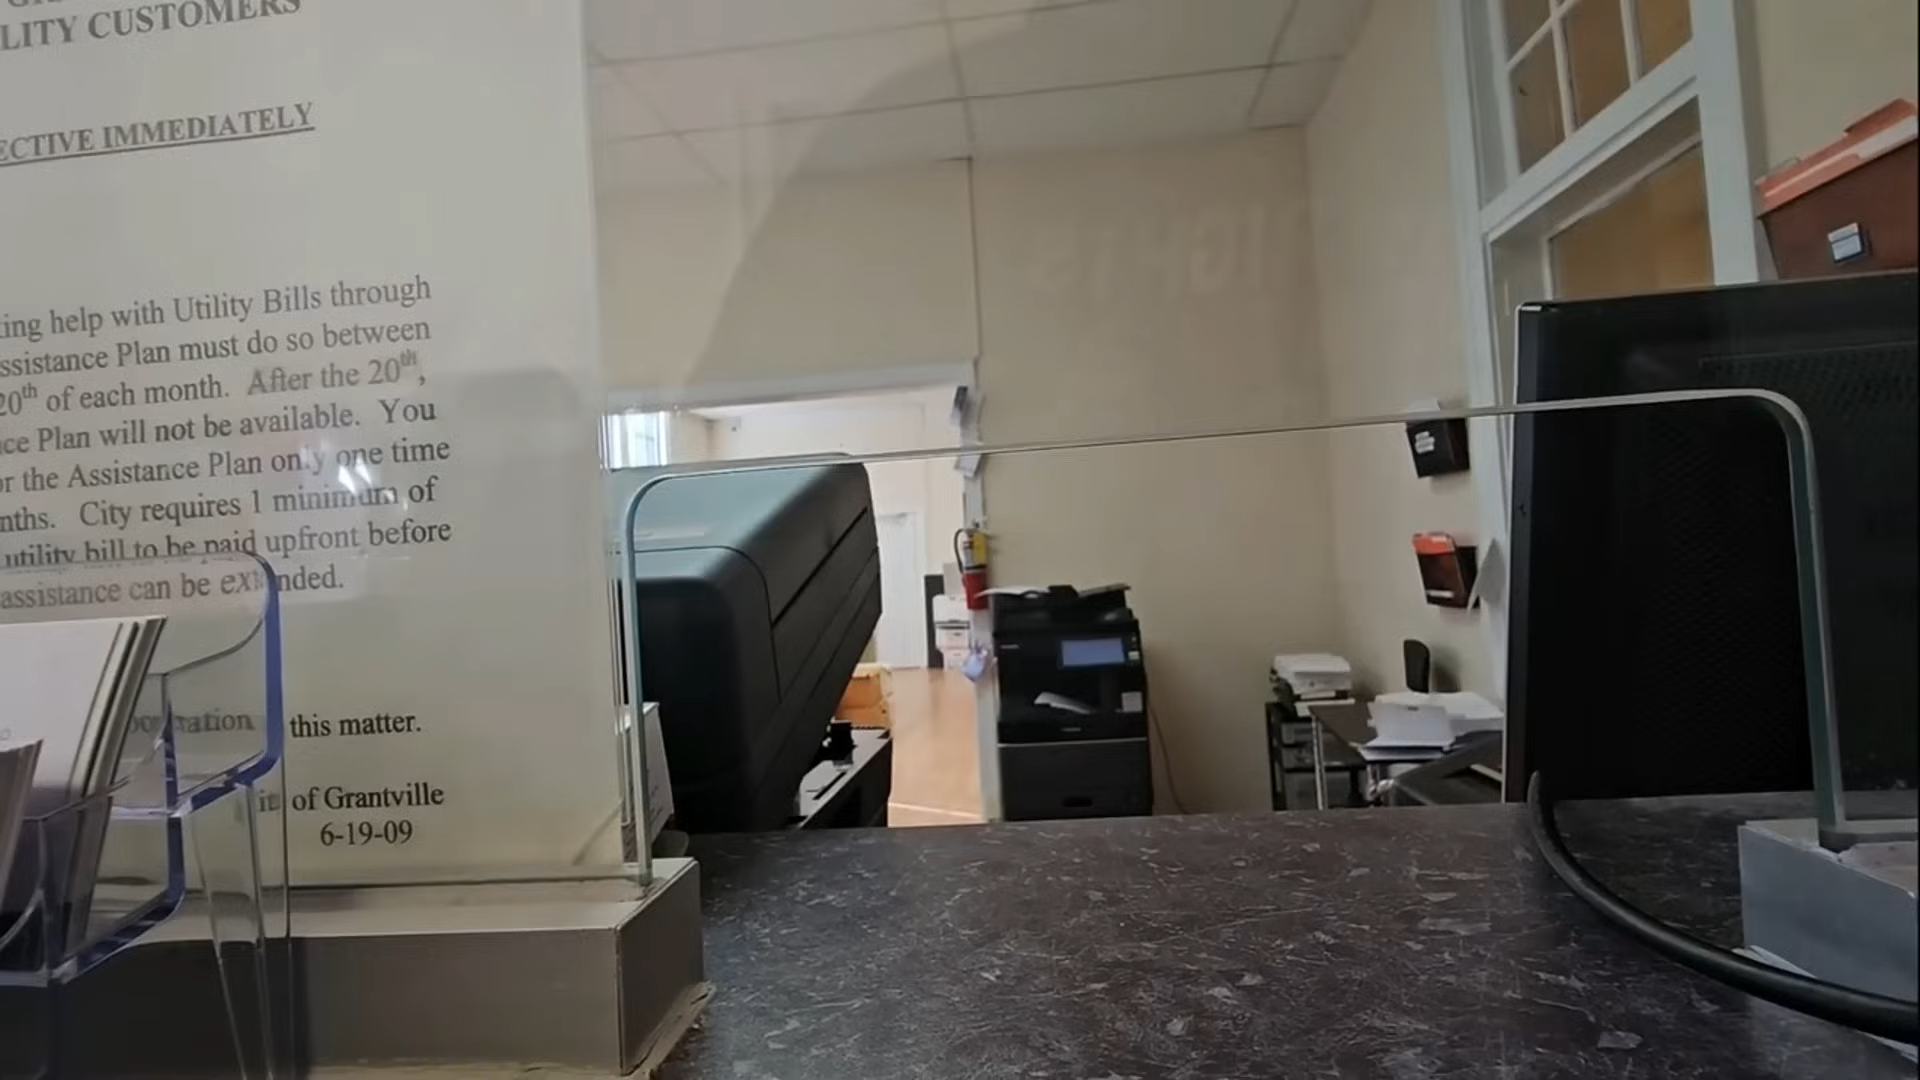 LITY CUSTOMERS
ECTIVE IMMEDIATELY
ting help with Utility Bills through
ssistance Plan must do so between
20th of each month. After the 20th,
ce Plan will not be available. You
or the Assistance Plan only one time
nths. City requires 1 minimum of
utility bill to be paid upfront before
assistance can be extended.
this matter.
of Grantville
6-19-09